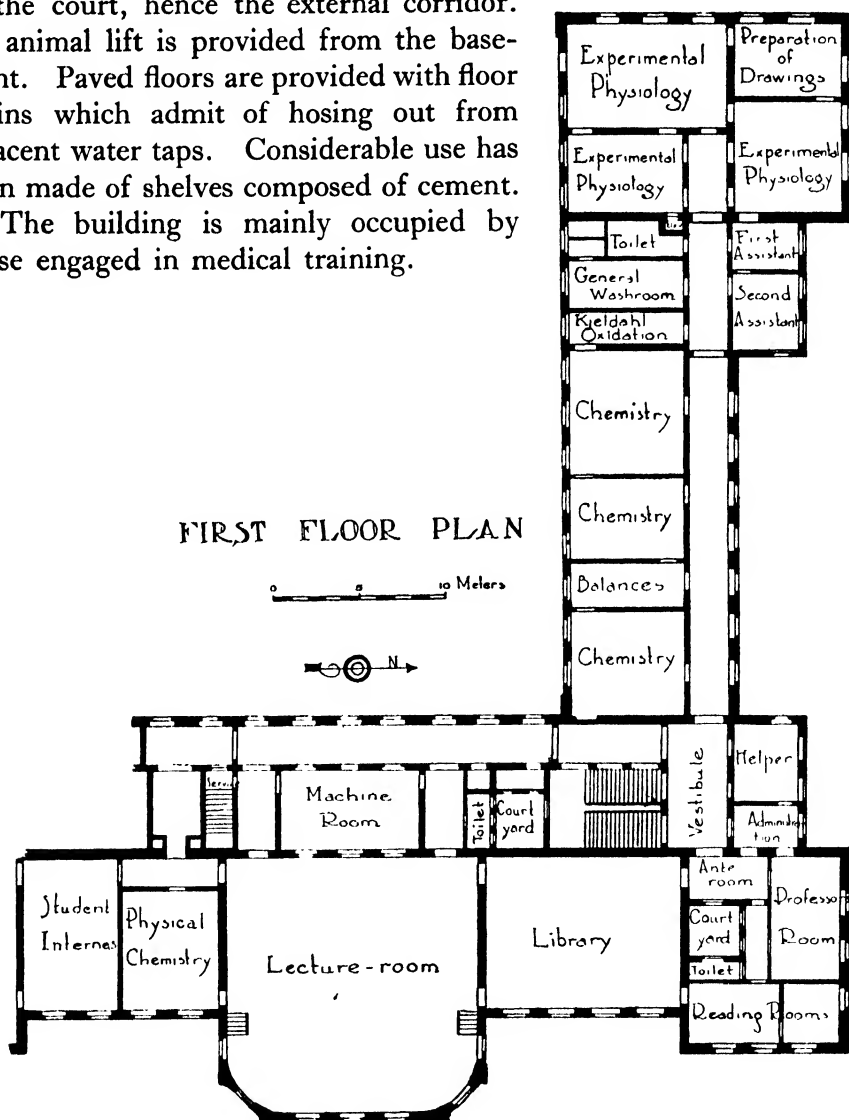 the court, hence the external corridor.
animal lift is provided from the base-
nt. Paved floors are provided with floor
ins which admit of hosing out from
acent water taps. Considerable use has
n made of shelves composed of cement.
The building is mainly occupied by
se engaged in medical training.
Experimental
Physiology
Preparation
of
Drawings
Experimental
Physiology
Experimental
Physiology
Toilet
First
Assistant
General
Washroom
Second
Assistant
Kjeldahl
Oxidation
Chemistry
Chemistry
Balances
Chemistry
FIRST FLOOR PLAN
0 5 10 Meters
N
Service
Machine
Room
Toilet
Court
yard
Vestibule
Helper
Administra
tion
Student
Internes
Physical
Chemistry
Lecture-room
Library
Ante
room
Professor
Room
Court
yard
Toilet
Reading Rooms